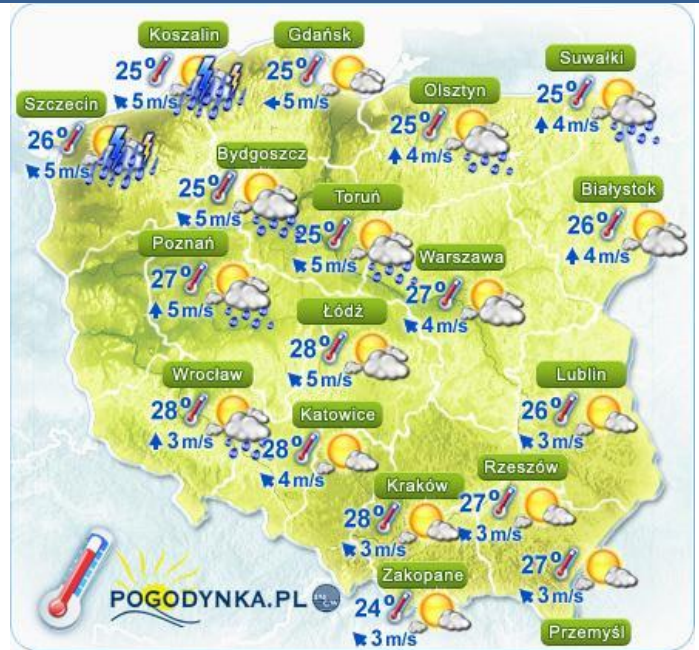 Koszalin
25°
5 m/s
Gdańsk
25°
5 m/s
Suwałki
25°
4 m/s
Szczecin
26°
5 m/s
Olsztyn
25°
4 m/s
Bydgoszcz
25°
5 m/s
Toruń
25°
5 m/s
Białystok
26°
4 m/s
Poznań
27°
5 m/s
Warszawa
27°
4 m/s
Łódź
28°
5 m/s
Wrocław
28°
3 m/s
Katowice
28°
4 m/s
Lublin
26°
3 m/s
Kraków
28°
3 m/s
Rzeszów
27°
3 m/s
27°
3 m/s
Przemyśl
Zakopane
24°
3 m/s
POGODYNKA.PL